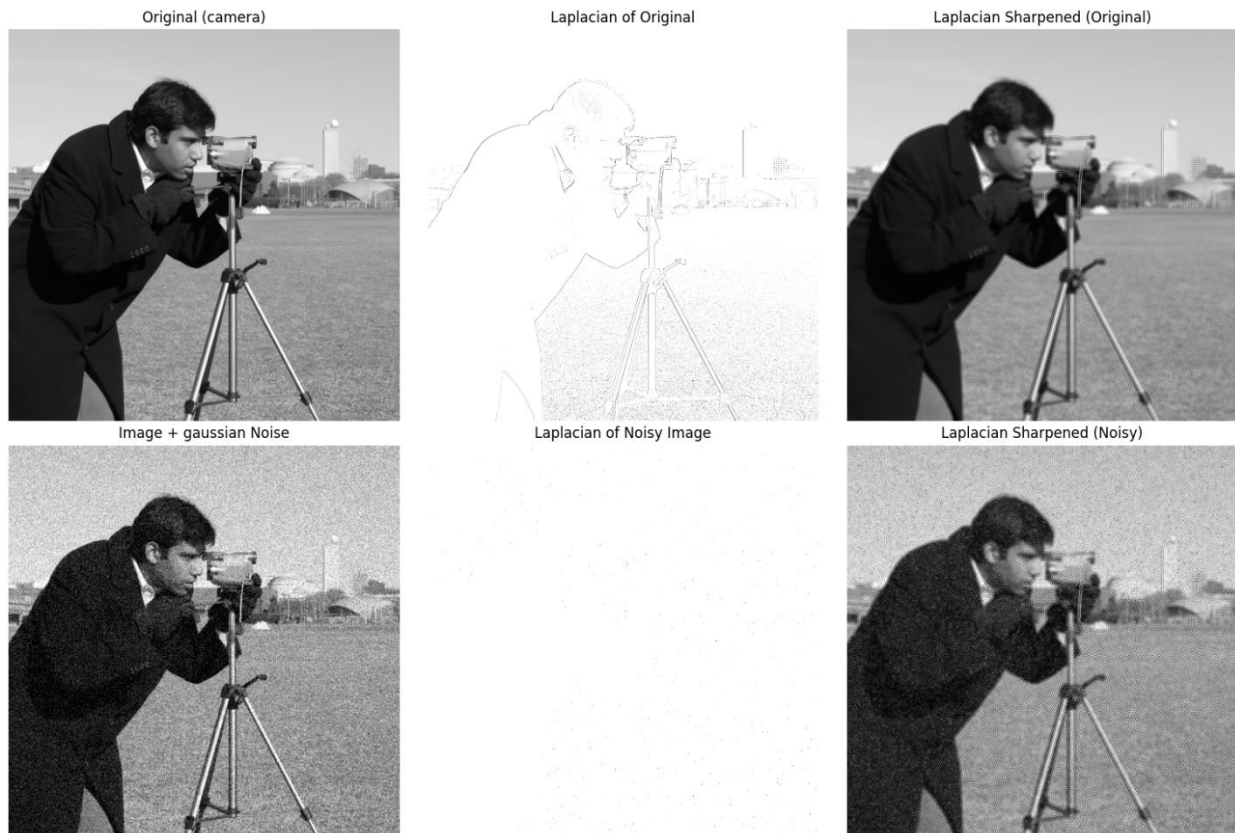 Original (camera)
Laplacian of Original
Laplacian Sharpened (Original)
Image + gaussian Noise
Laplacian of Noisy Image
Laplacian Sharpened (Noisy)